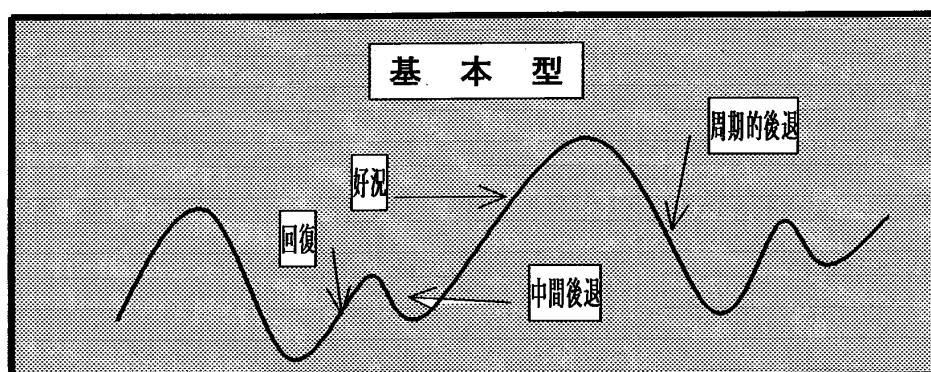 基本型
周期的後退
好況
回復
中間後退